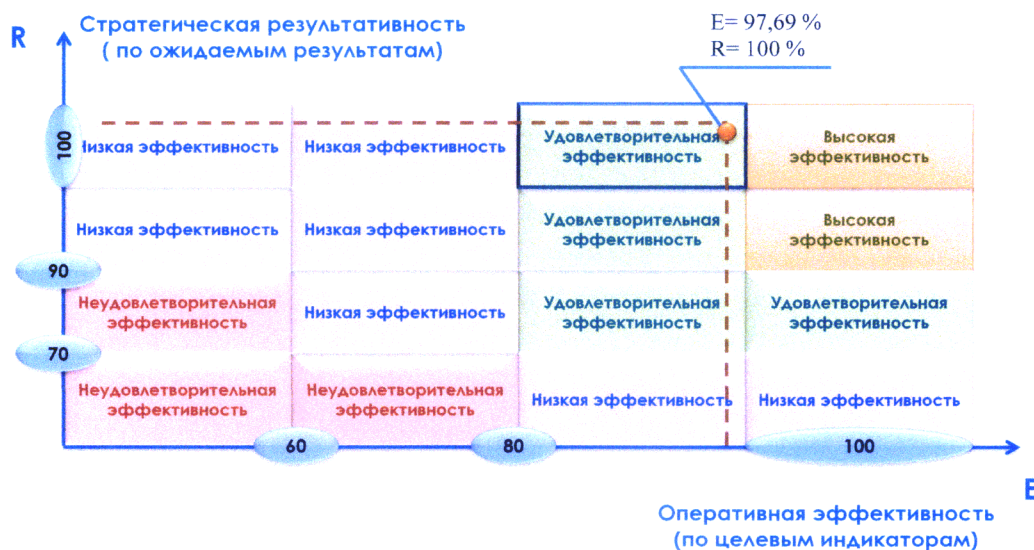 R
Стратегическая результативность
( по ожидаемым результатам)
E= 97,69 %
R= 100 %
100
Низкая эффективность
Низкая эффективность
Удовлетворительная
эффективность
Высокая
эффективность
Низкая эффективность
Низкая эффективность
Удовлетворительная
эффективность
Высокая
эффективность
90
Неудовлетворительная
эффективность
Низкая эффективность
Удовлетворительная
эффективность
Удовлетворительная
эффективность
70
Неудовлетворительная
эффективность
Неудовлетворительная
эффективность
Низкая эффективность
Низкая эффективность
60
80
100
E
Оперативная эффективность
(по целевым индикаторам)